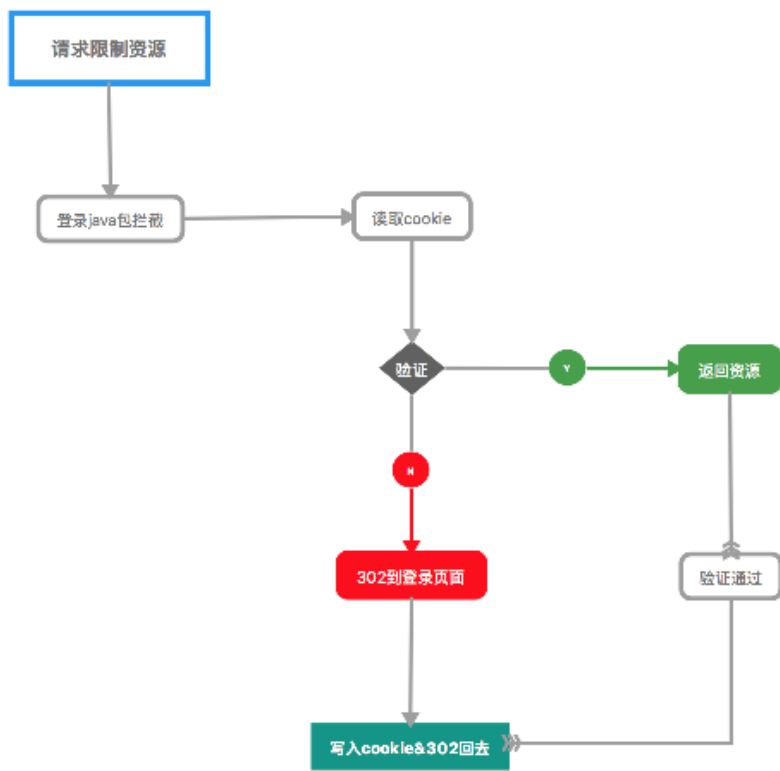 请求限制资源
登录java包拦截
读取cookie
验证
Y
返回资源
N
302到登录页面
验证通过
写入cookie&302回去